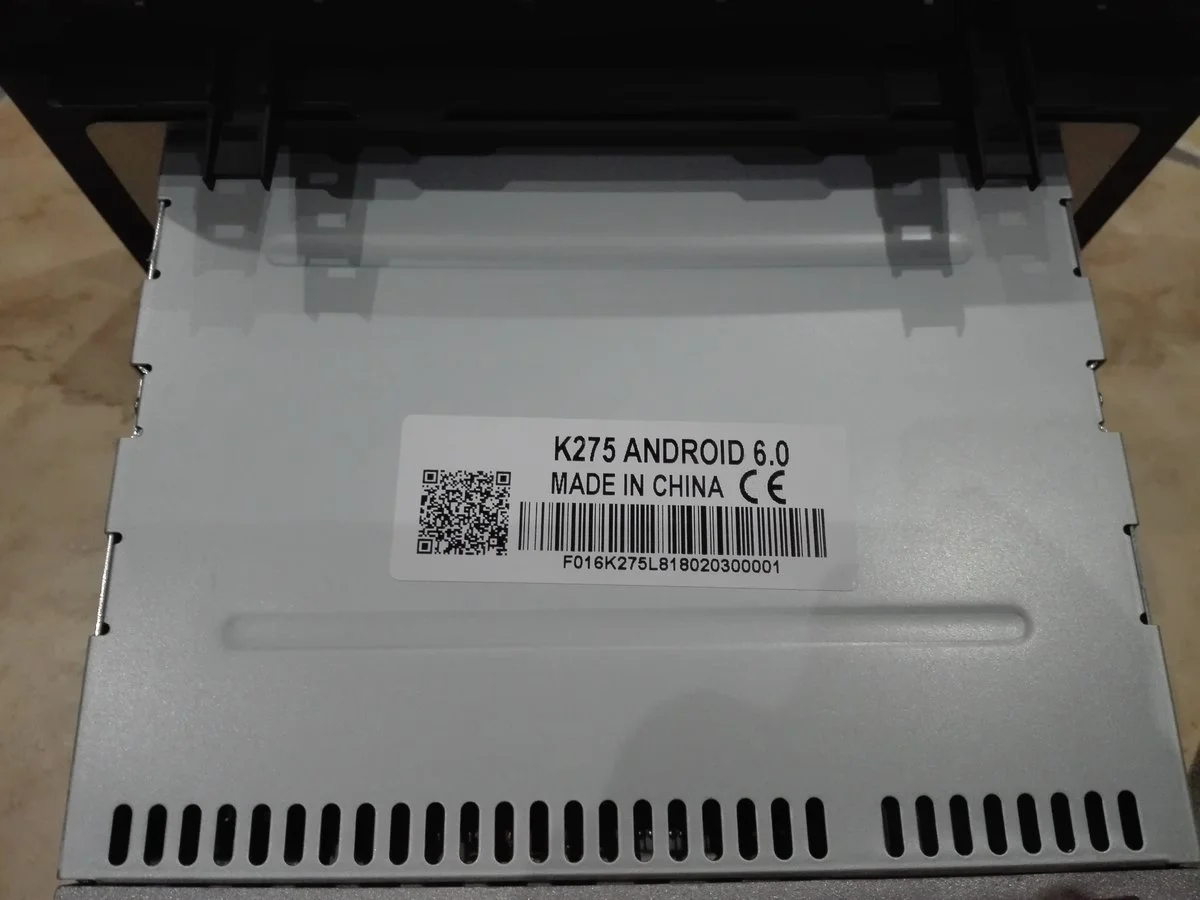 K275 ANDROID 6.0
MADE IN CHINA CE
F016K275L818020300001